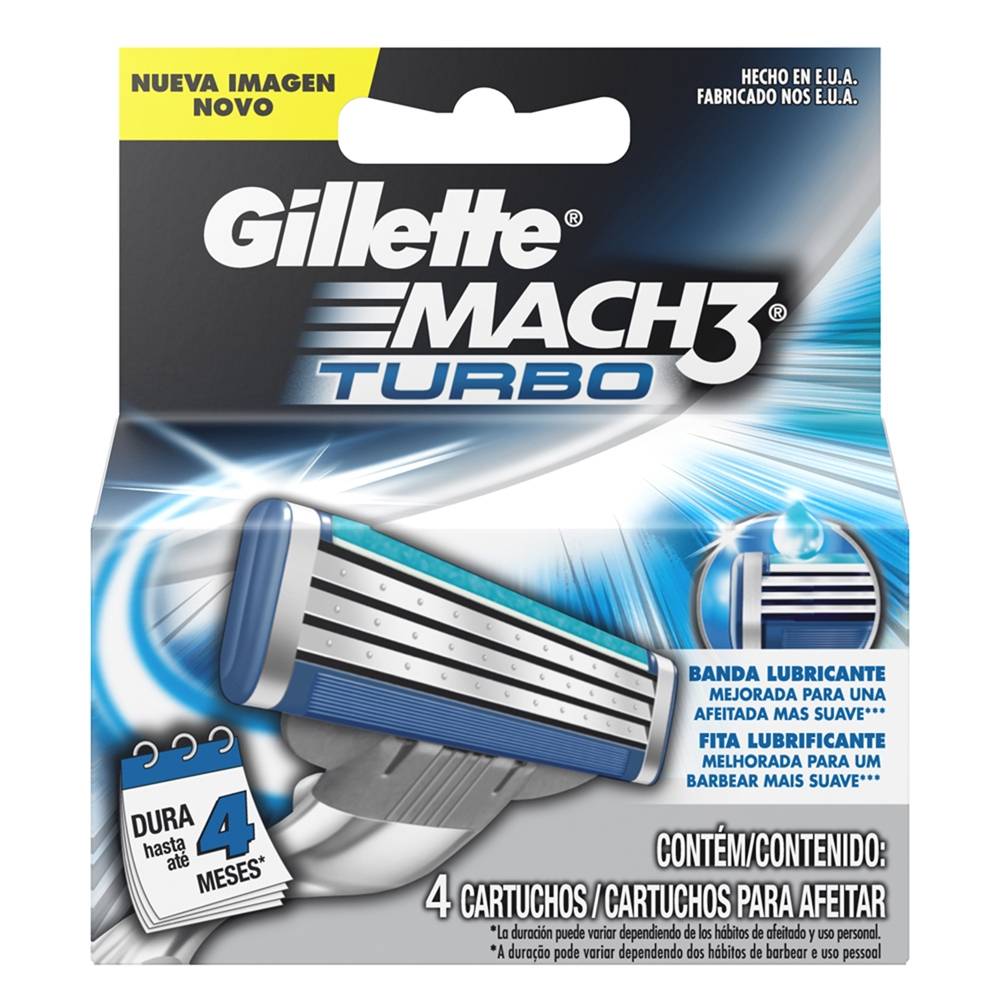 NUEVA IMAGEN
NOVO
HECHO EN E.U.A.
FABRICADO NOS E.U.A.
Gillette®
MACH3®
TURBO
BANDA LUBRICANTE
MEJORADA PARA UNA
AFEITADA MAS SUAVE***
FITA LUBRIFICANTE
MELHORADA PARA UM
BARBEAR MAIS SUAVE***
DURA
hasta
até
4
MESES*
CONTÉM/CONTENIDO:
4 CARTUCHOS / CARTUCHOS PARA AFEITAR
*La duración puede variar dependiendo de los hábitos de afeitado y uso personal.
*A duração pode variar dependendo dos hábitos de barbear e uso pessoal